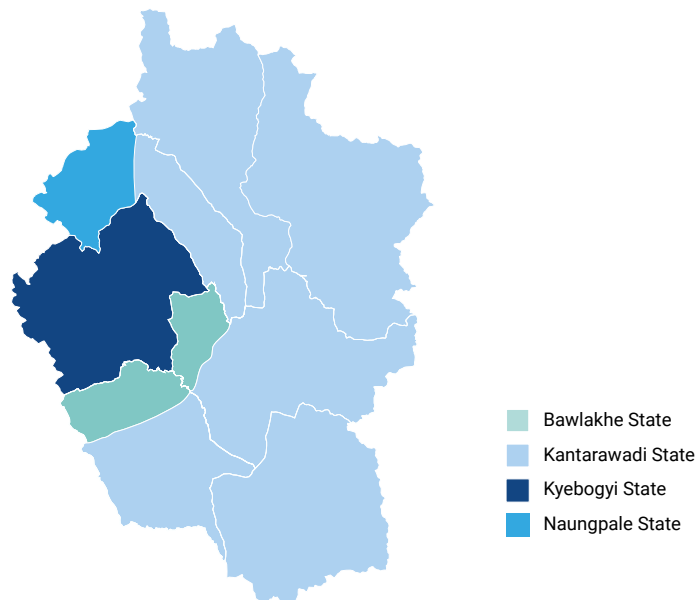 Bawlakhe State
Kantarawadi State
Kyebogyi State
Naungpale State